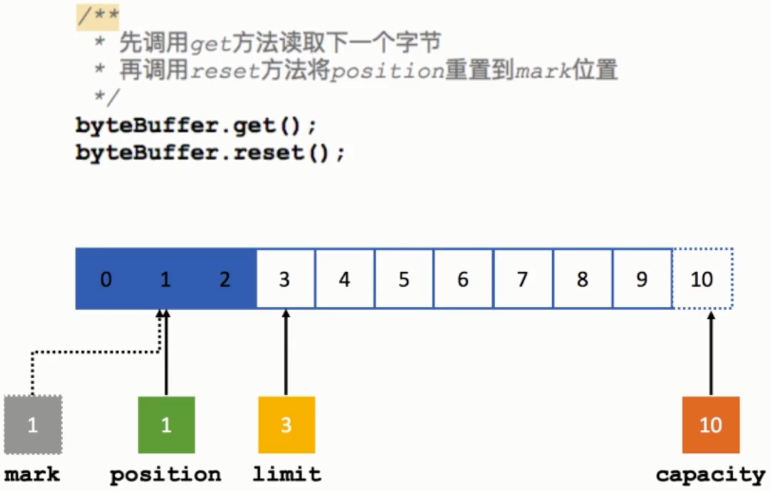 /**
* 先调用get方法读取下一个字节
* 再调用reset方法将position重置到mark位置
*/
byteBuffer.get();
byteBuffer.reset();
0 1 2 3 4 5 6 7 8 9 10
1 1 3 10
mark position limit capacity